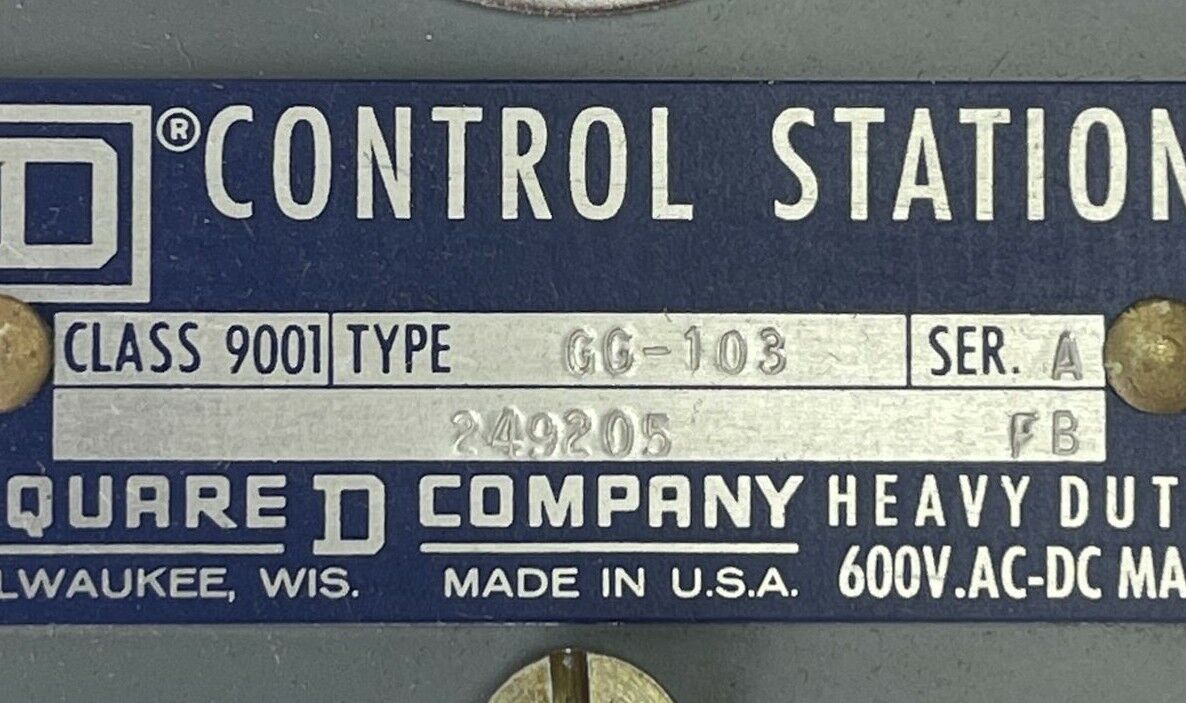 D ® CONTROL STATION
CLASS 9001 TYPE GG-103 SER. A
249205 FB
QUARE D COMPANY HEAVY DUT
LWAUKEE, WIS. MADE IN U.S.A. 600V.AC-DC MA